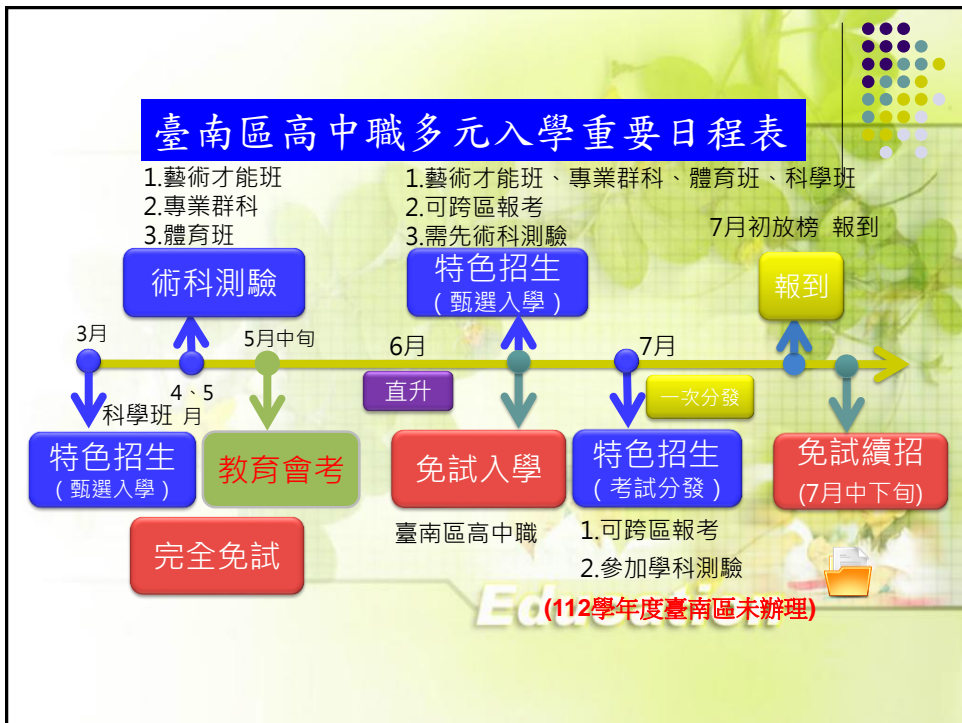 臺南區高中職多元入學重要日程表
1.藝術才能班
2.專業群科
3.體育班
術科測驗
1.藝術才能班、專業群科、體育班、科學班
2.可跨區報考
3.需先術科測驗
特色招生
(甄選入學)
7月初放榜 報到
報到
3月
4、5
月
5月中旬
6月
直升
7月
一次分發
科學班
特色招生
(甄選入學)
教育會考
完全免試
免試入學
臺南區高中職
特色招生
(考試分發)
1.可跨區報考
2.參加學科測驗
(112學年度臺南區未辦理)
免試續招
(7月中下旬)
Education